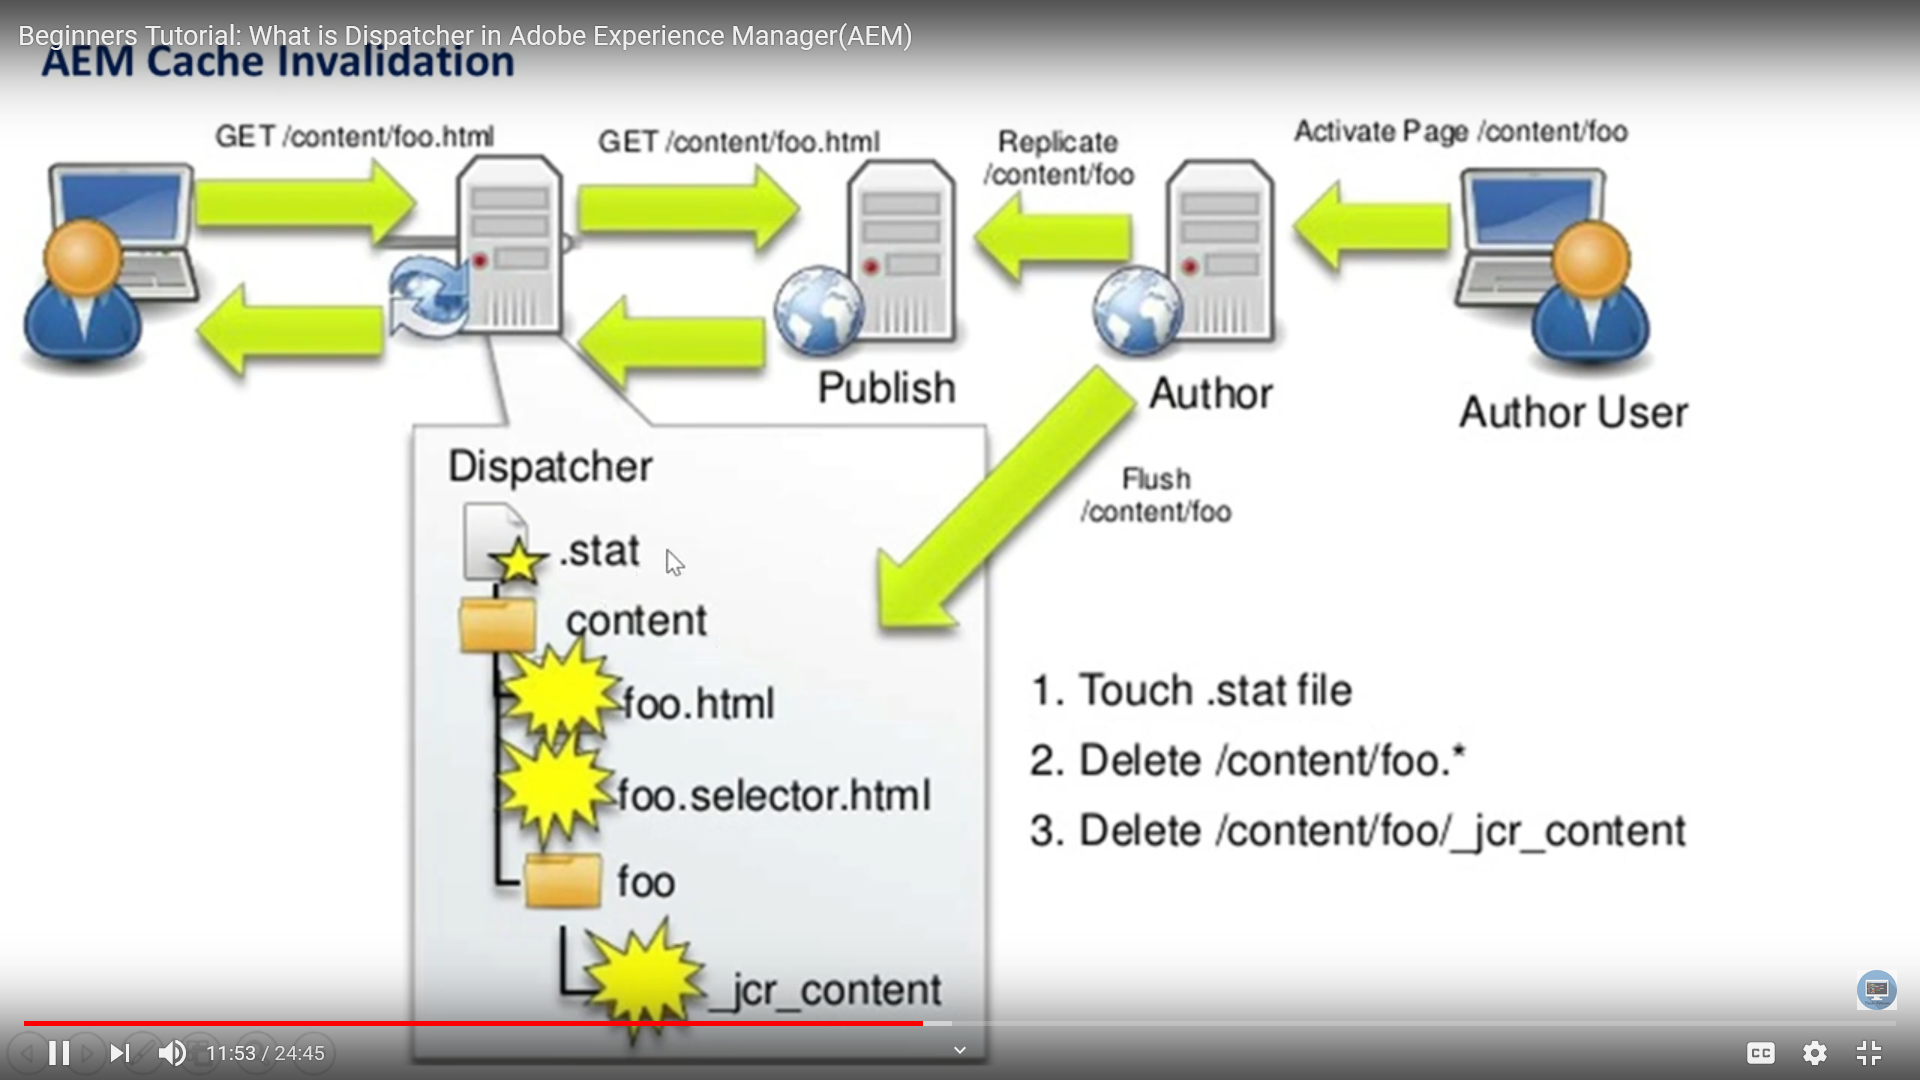 Beginners Tutorial: What is Dispatcher in Adobe Experience Manager(AEM)
AEM Cache Invalidation
GET /content/foo.html
GET /content/foo.html
Replicate
/content/foo
Activate Page /content/foo
Publish
Author
Author User
Dispatcher
.stat
content
foo.html
foo.selector.html
foo
_jcr_content
Flush
/content/foo
1. Touch .stat file
2. Delete /content/foo.*
3. Delete /content/foo/_jcr_content
11:53 / 24:45
CC